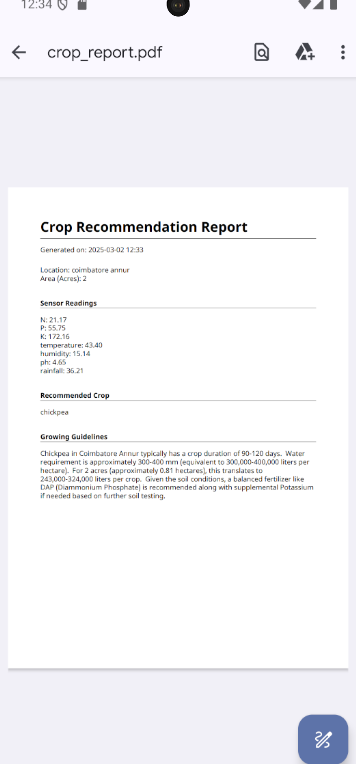 12:34
crop_report.pdf
Crop Recommendation Report
Generated on: 2025-03-02 12:33
Location: coimbatore annur
Area (Acres): 2
Sensor Readings
N: 21.17
P: 55.75
K: 172.16
temperature: 43.40
humidity: 15.14
ph: 4.65
rainfall: 36.21
Recommended Crop
chickpea
Growing Guidelines
Chickpea in Coimbatore Annur typically has a crop duration of 90-120 days. Water
requirement is approximately 300-400 mm (equivalent to 300,000-400,000 liters per
hectare). For 2 acres (approximately 0.81 hectares), this translates to
243,000-324,000 liters per crop. Given the soil conditions, a balanced fertilizer like
DAP (Diammonium Phosphate) is recommended along with supplemental Potassium
if needed based on further soil testing.